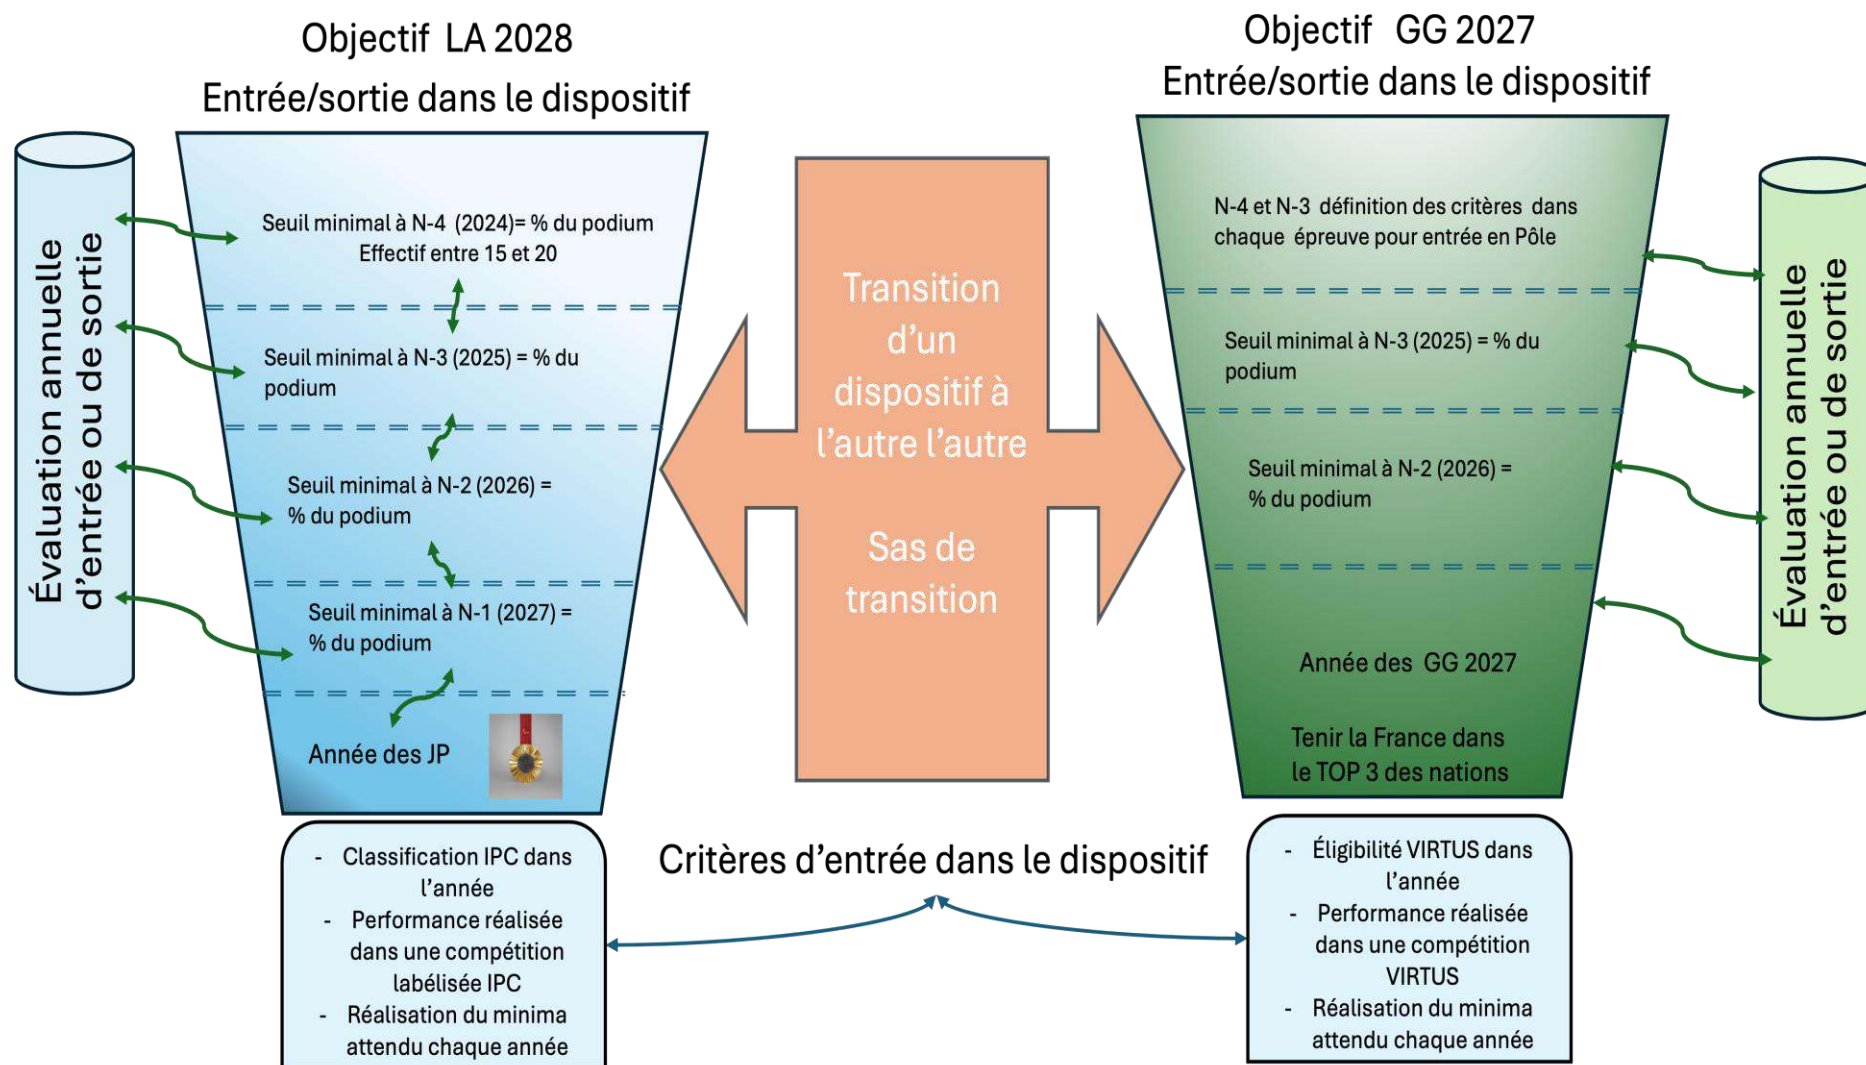 Objectif LA 2028
Entrée/sortie dans le dispositif
Évaluation annuelle
d'entrée ou de sortie
Seuil minimal à N-4 (2024)= % du podium
Effectif entre 15 et 20
Seuil minimal à N-3 (2025) = % du
podium
Seuil minimal à N-2 (2026) =
% du podium
Seuil minimal à N-1 (2027) =
% du podium
Année des JP
- Classification IPC dans
l'année
- Performance réalisée
dans une compétition
labélisée IPC
- Réalisation du minima
attendu chaque année
Transition
d'un
dispositif à
l'autre l'autre
Sas de
transition
Critères d'entrée dans le dispositif
Objectif GG 2027
Entrée/sortie dans le dispositif
N-4 et N-3 définition des critères dans
chaque épreuve pour entrée en Pôle
Seuil minimal à N-3 (2025) = % du
podium
Seuil minimal à N-2 (2026) =
% du podium
Année des GG 2027
Tenir la France dans
le TOP 3 des nations
Évaluation annuelle
d'entrée ou de sortie
- Éligibilité VIRTUS dans
l'année
- Performance réalisée
dans une compétition
VIRTUS
- Réalisation du minima
attendu chaque année